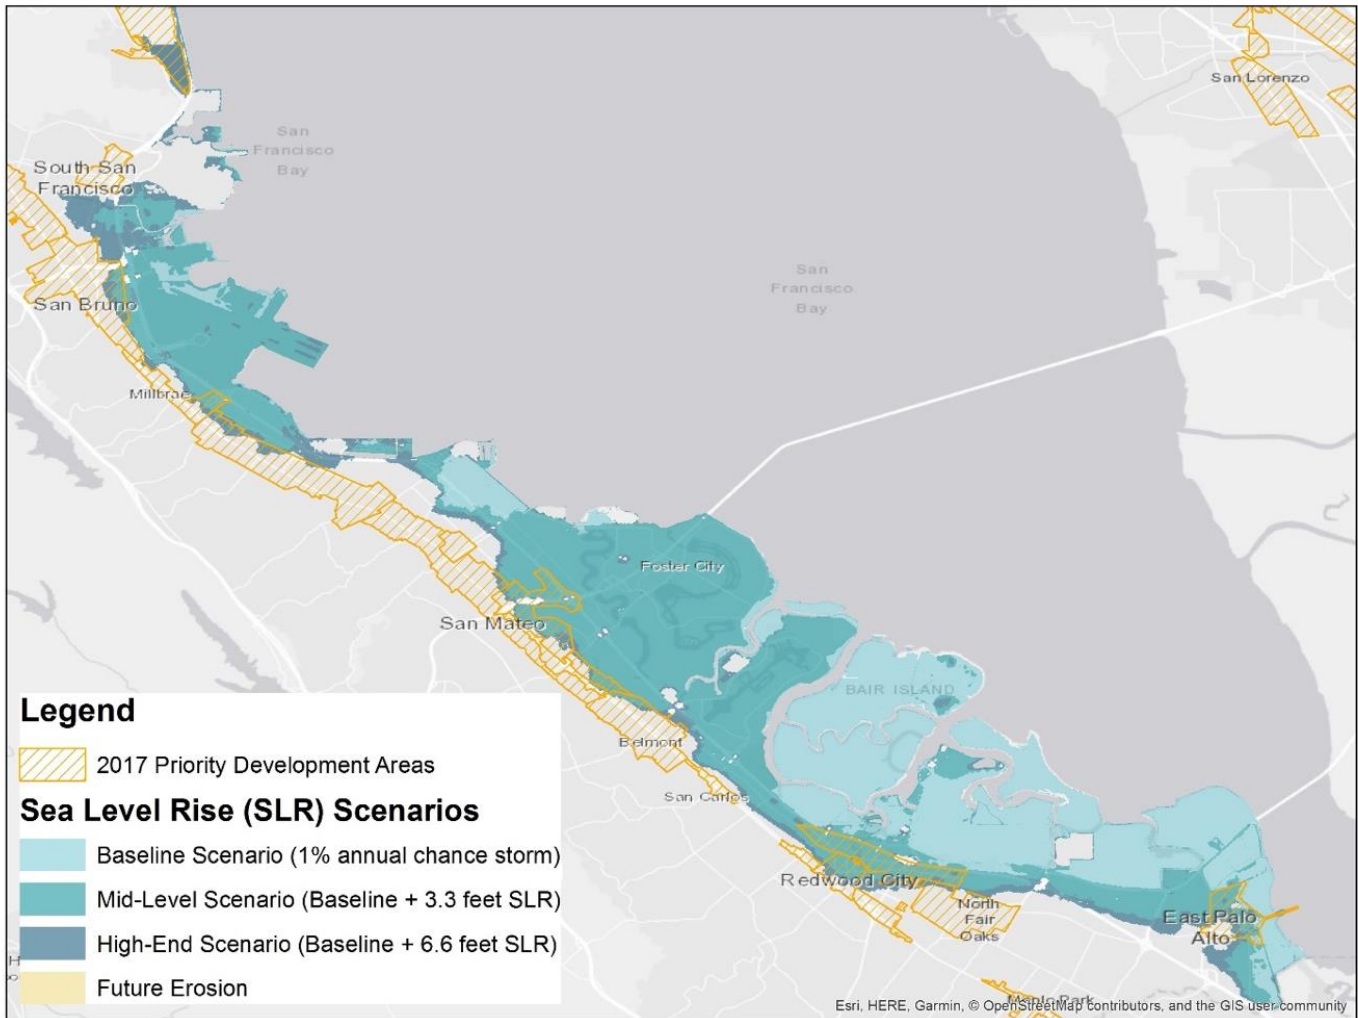 San Lorenzo
San
Francisco
Bay
South San
Francisco
San
Francisco
Bay
San Bruno
Millbrae
Foster City
San Mateo
BAIR ISLAND
Belmont
San Carlos
Redwood City
North
Fair
Oaks
East Palo
Alto
Menlo Park
Legend
2017 Priority Development Areas
Sea Level Rise (SLR) Scenarios
Baseline Scenario (1% annual chance storm)
Mid-Level Scenario (Baseline + 3.3 feet SLR)
High-End Scenario (Baseline + 6.6 feet SLR)
Future Erosion
Esri, HERE, Garmin, © OpenStreetMap contributors, and the GIS user community